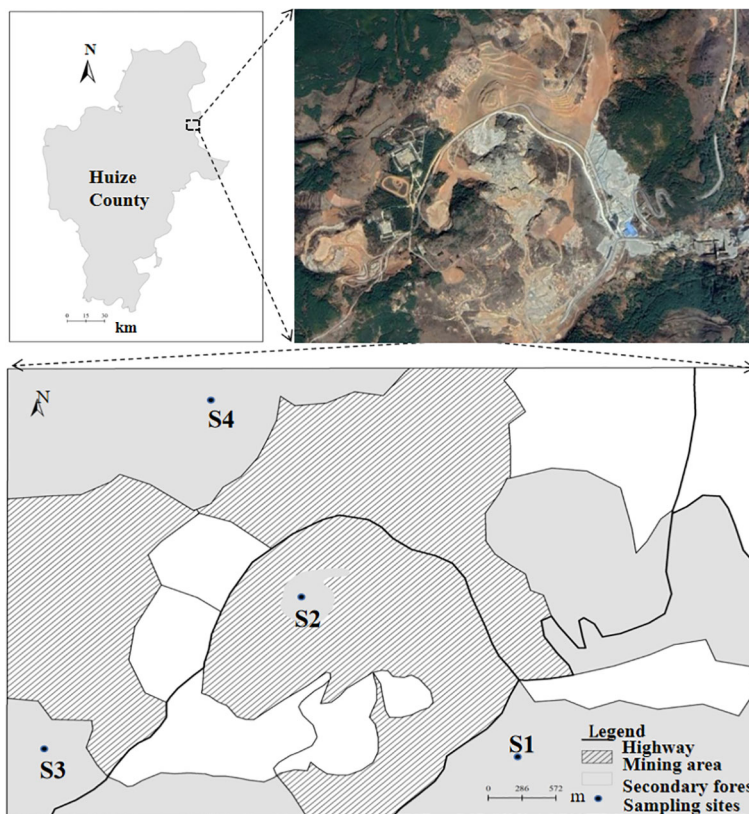 N
Huize
County
0 15 30
km
N
S4
S2
S3
S1
Legend
Highway
Mining area
Secondary fores
Sampling sites
0 286 572
m